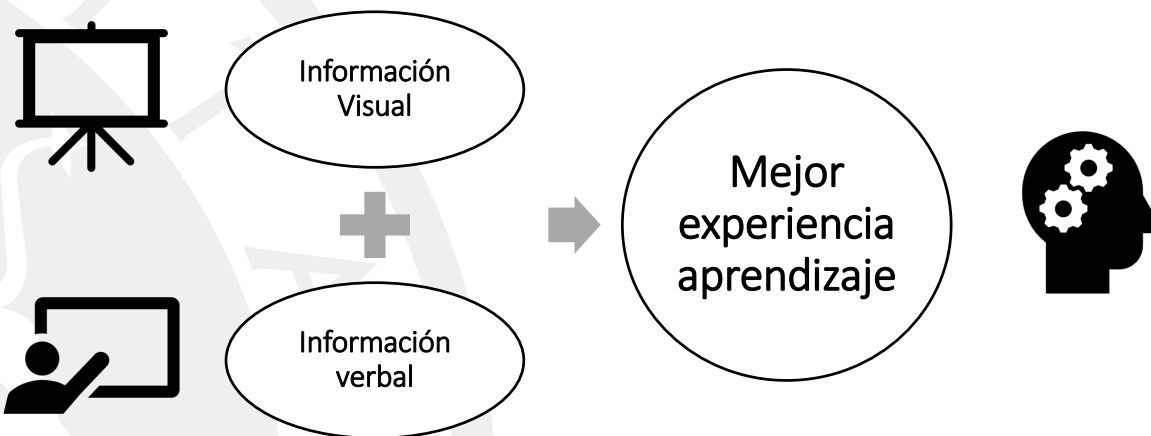 Información
Visual
Información
verbal
Mejor
experiencia
aprendizaje